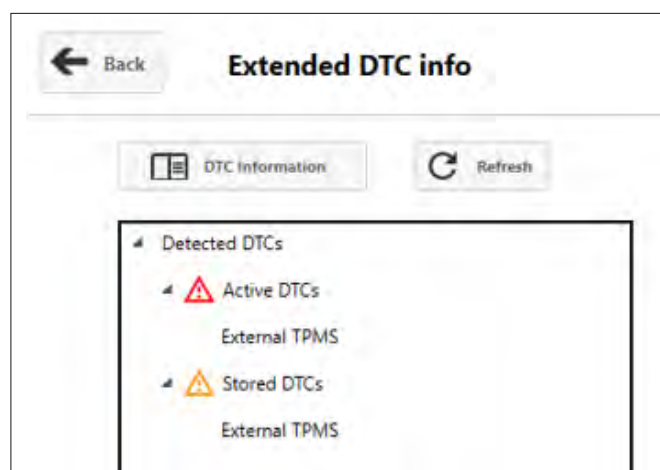 Back
Extended DTC info
DTC Information
Refresh
Detected DTCs
Active DTCs
External TPMS
Stored DTCs
External TPMS